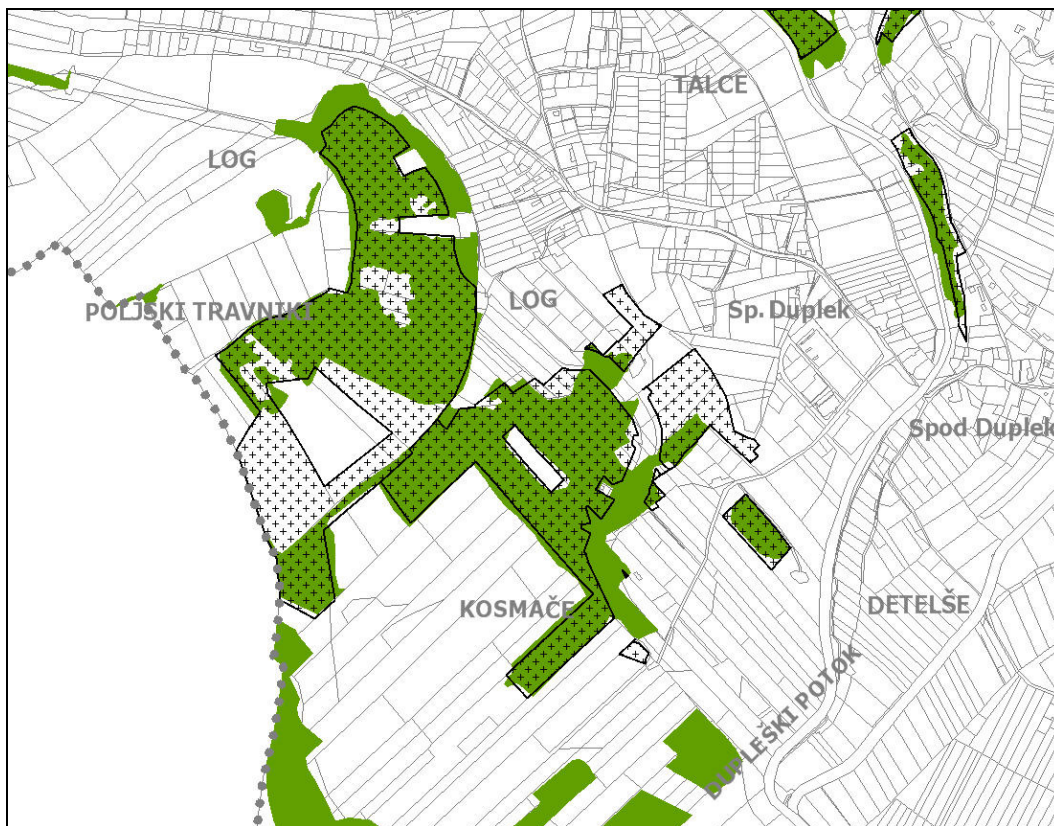 TALCE
LOG
LOG
POLJSKI TRAVNIKI
Sp. Duplek
Spod Duplek
KOSMAČE
DETELŠE
DUPLEŠKI POTOK